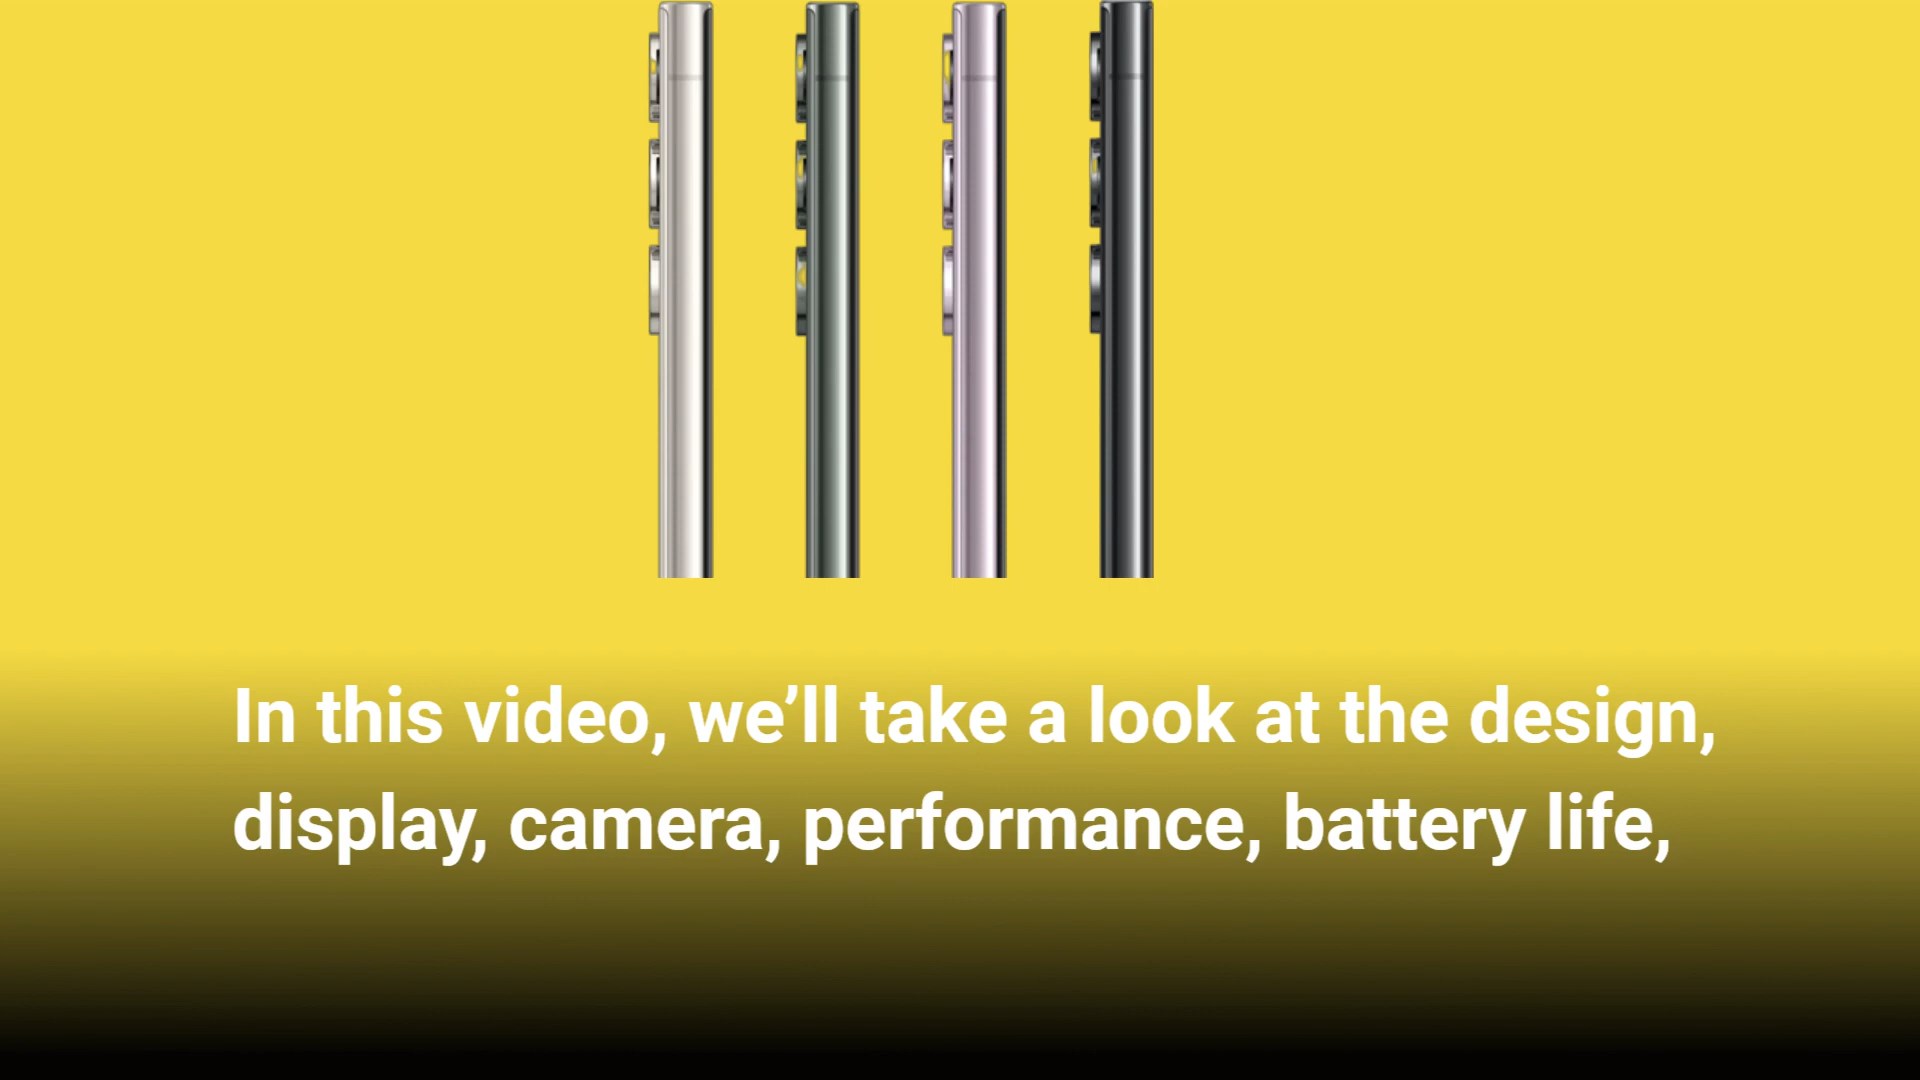 In this video, we’ll take a look at the design,
display, camera, performance, battery life,